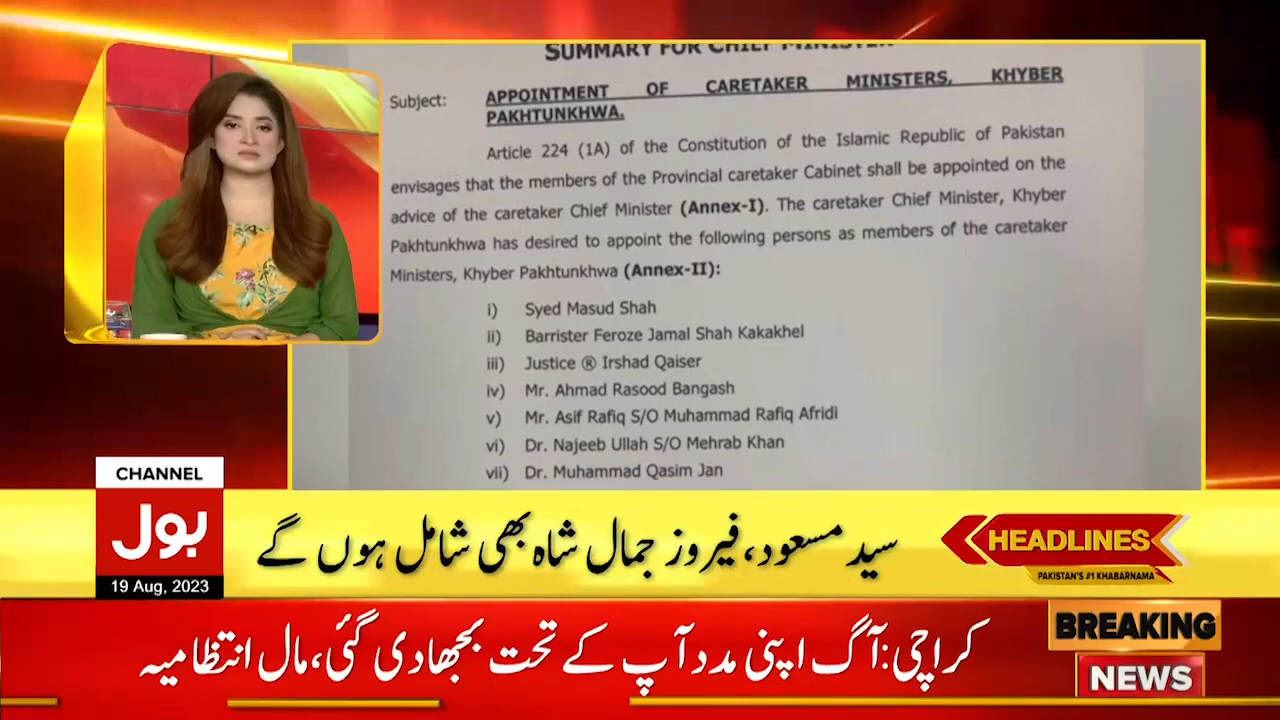 SUMMARY FOR CHIEF MINISTER
Subject: APPOINTMENT OF CARETAKER MINISTERS, KHYBER
PAKHTUNKHWA.
Article 224 (1A) of the Constitution of the Islamic Republic of Pakistan
envisages that the members of the Provincial caretaker Cabinet shall be appointed on the
advice of the caretaker Chief Minister (Annex-I). The caretaker Chief Minister, Khyber
Pakhtunkhwa has desired to appoint the following persons as members of the caretaker
Ministers, Khyber Pakhtunkhwa (Annex-II):
i) Syed Masud Shah
ii) Barrister Feroze Jamal Shah Kakakhel
iii) Justice ® Irshad Qaiser
iv) Mr. Ahmad Rasood Bangash
v) Mr. Asif Rafiq S/O Muhammad Rafiq Afridi
vi) Dr. Najeeb Ullah S/O Mehrab Khan
vii) Dr. Muhammad Qasim Jan
CHANNEL
بول
19 Aug, 2023
سید مسعود، فیروز جمال شاہ بھی شامل ہوں گے
HEADLINES
PAKISTAN'S #1 KHABARNAMA
کراچی: آگ اپنی مدد آپ کے تحت بجھادی گئی، مال انتظامیہ
BREAKING
NEWS